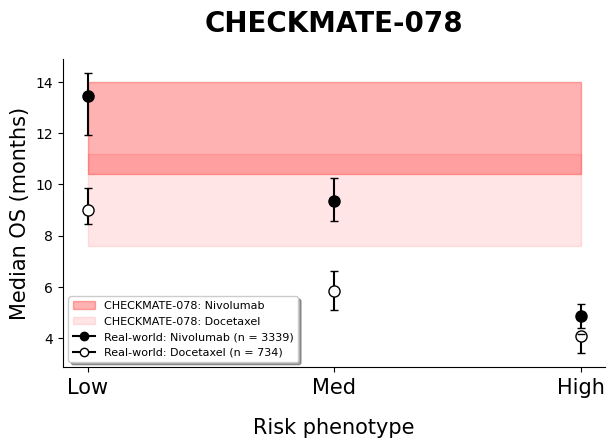 CHECKMATE-078
Median OS (months)
14
12
10
8
6
4
CHECKMATE-078: Nivolumab
CHECKMATE-078: Docetaxel
Real-world: Nivolumab (n = 3339)
Real-world: Docetaxel (n = 734)
Low Med High
Risk phenotype